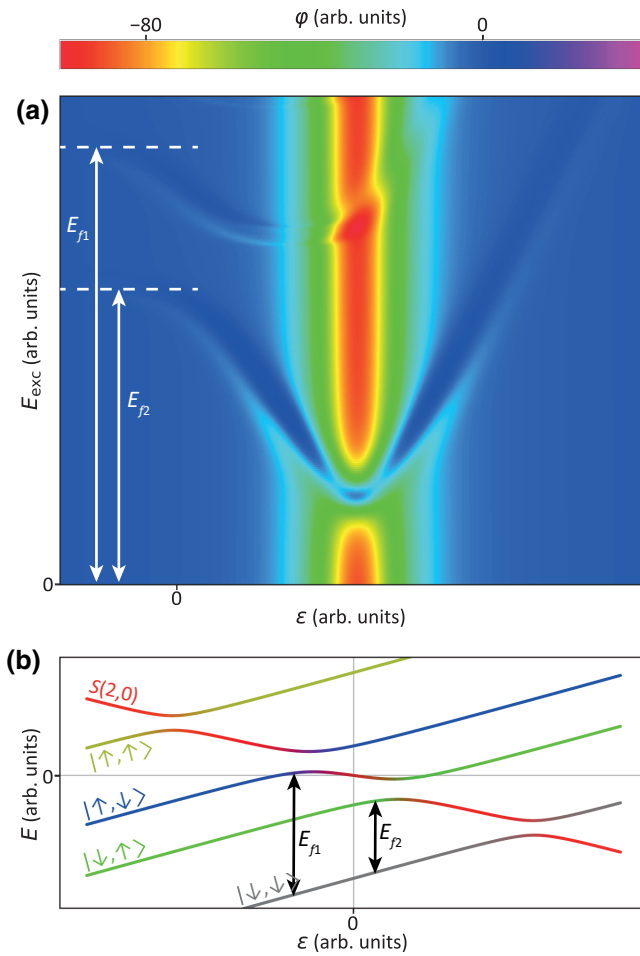 φ (arb. units)
−80 0
(a)
E_f1
E_f2
E_exc (arb. units)
0
0
ε (arb. units)
(b)
S(2,0)
|↑,↑⟩
0
|↑,↓⟩
|↓,↑⟩
|↓,↓⟩
E_f1
E_f2
E (arb. units)
0
ε (arb. units)